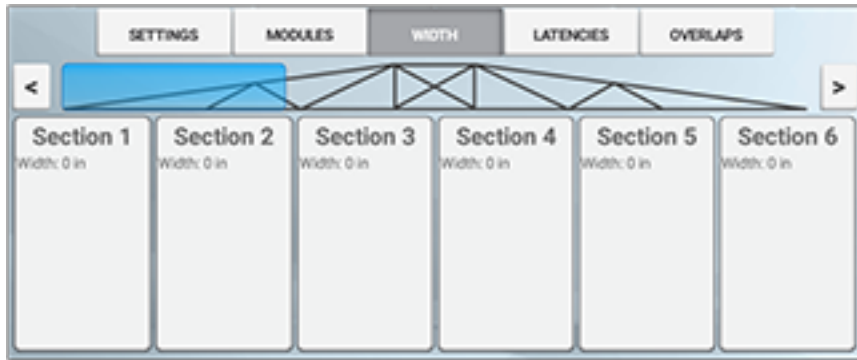 SETTINGS MODULES WIDTH LATENCIES OVERLAPS
< >
Section 1 Section 2 Section 3 Section 4 Section 5 Section 6
Width: 0 in Width: 0 in Width: 0 in Width: 0 in Width: 0 in Width: 0 in